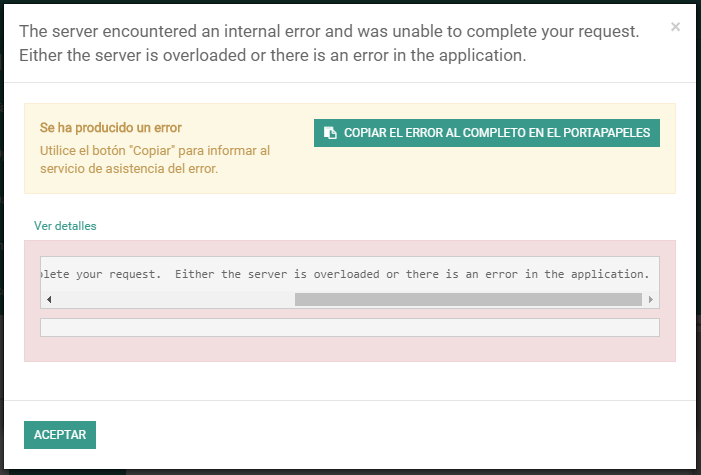 The server encountered an internal error and was unable to complete your request.
Either the server is overloaded or there is an error in the application.
×
Se ha producido un error
Utilice el botón "Copiar" para informar al
servicio de asistencia del error.
COPIAR EL ERROR AL COMPLETO EN EL PORTAPAPELES
Ver detalles
plete your request.  Either the server is overloaded or there is an error in the application.
ACEPTAR